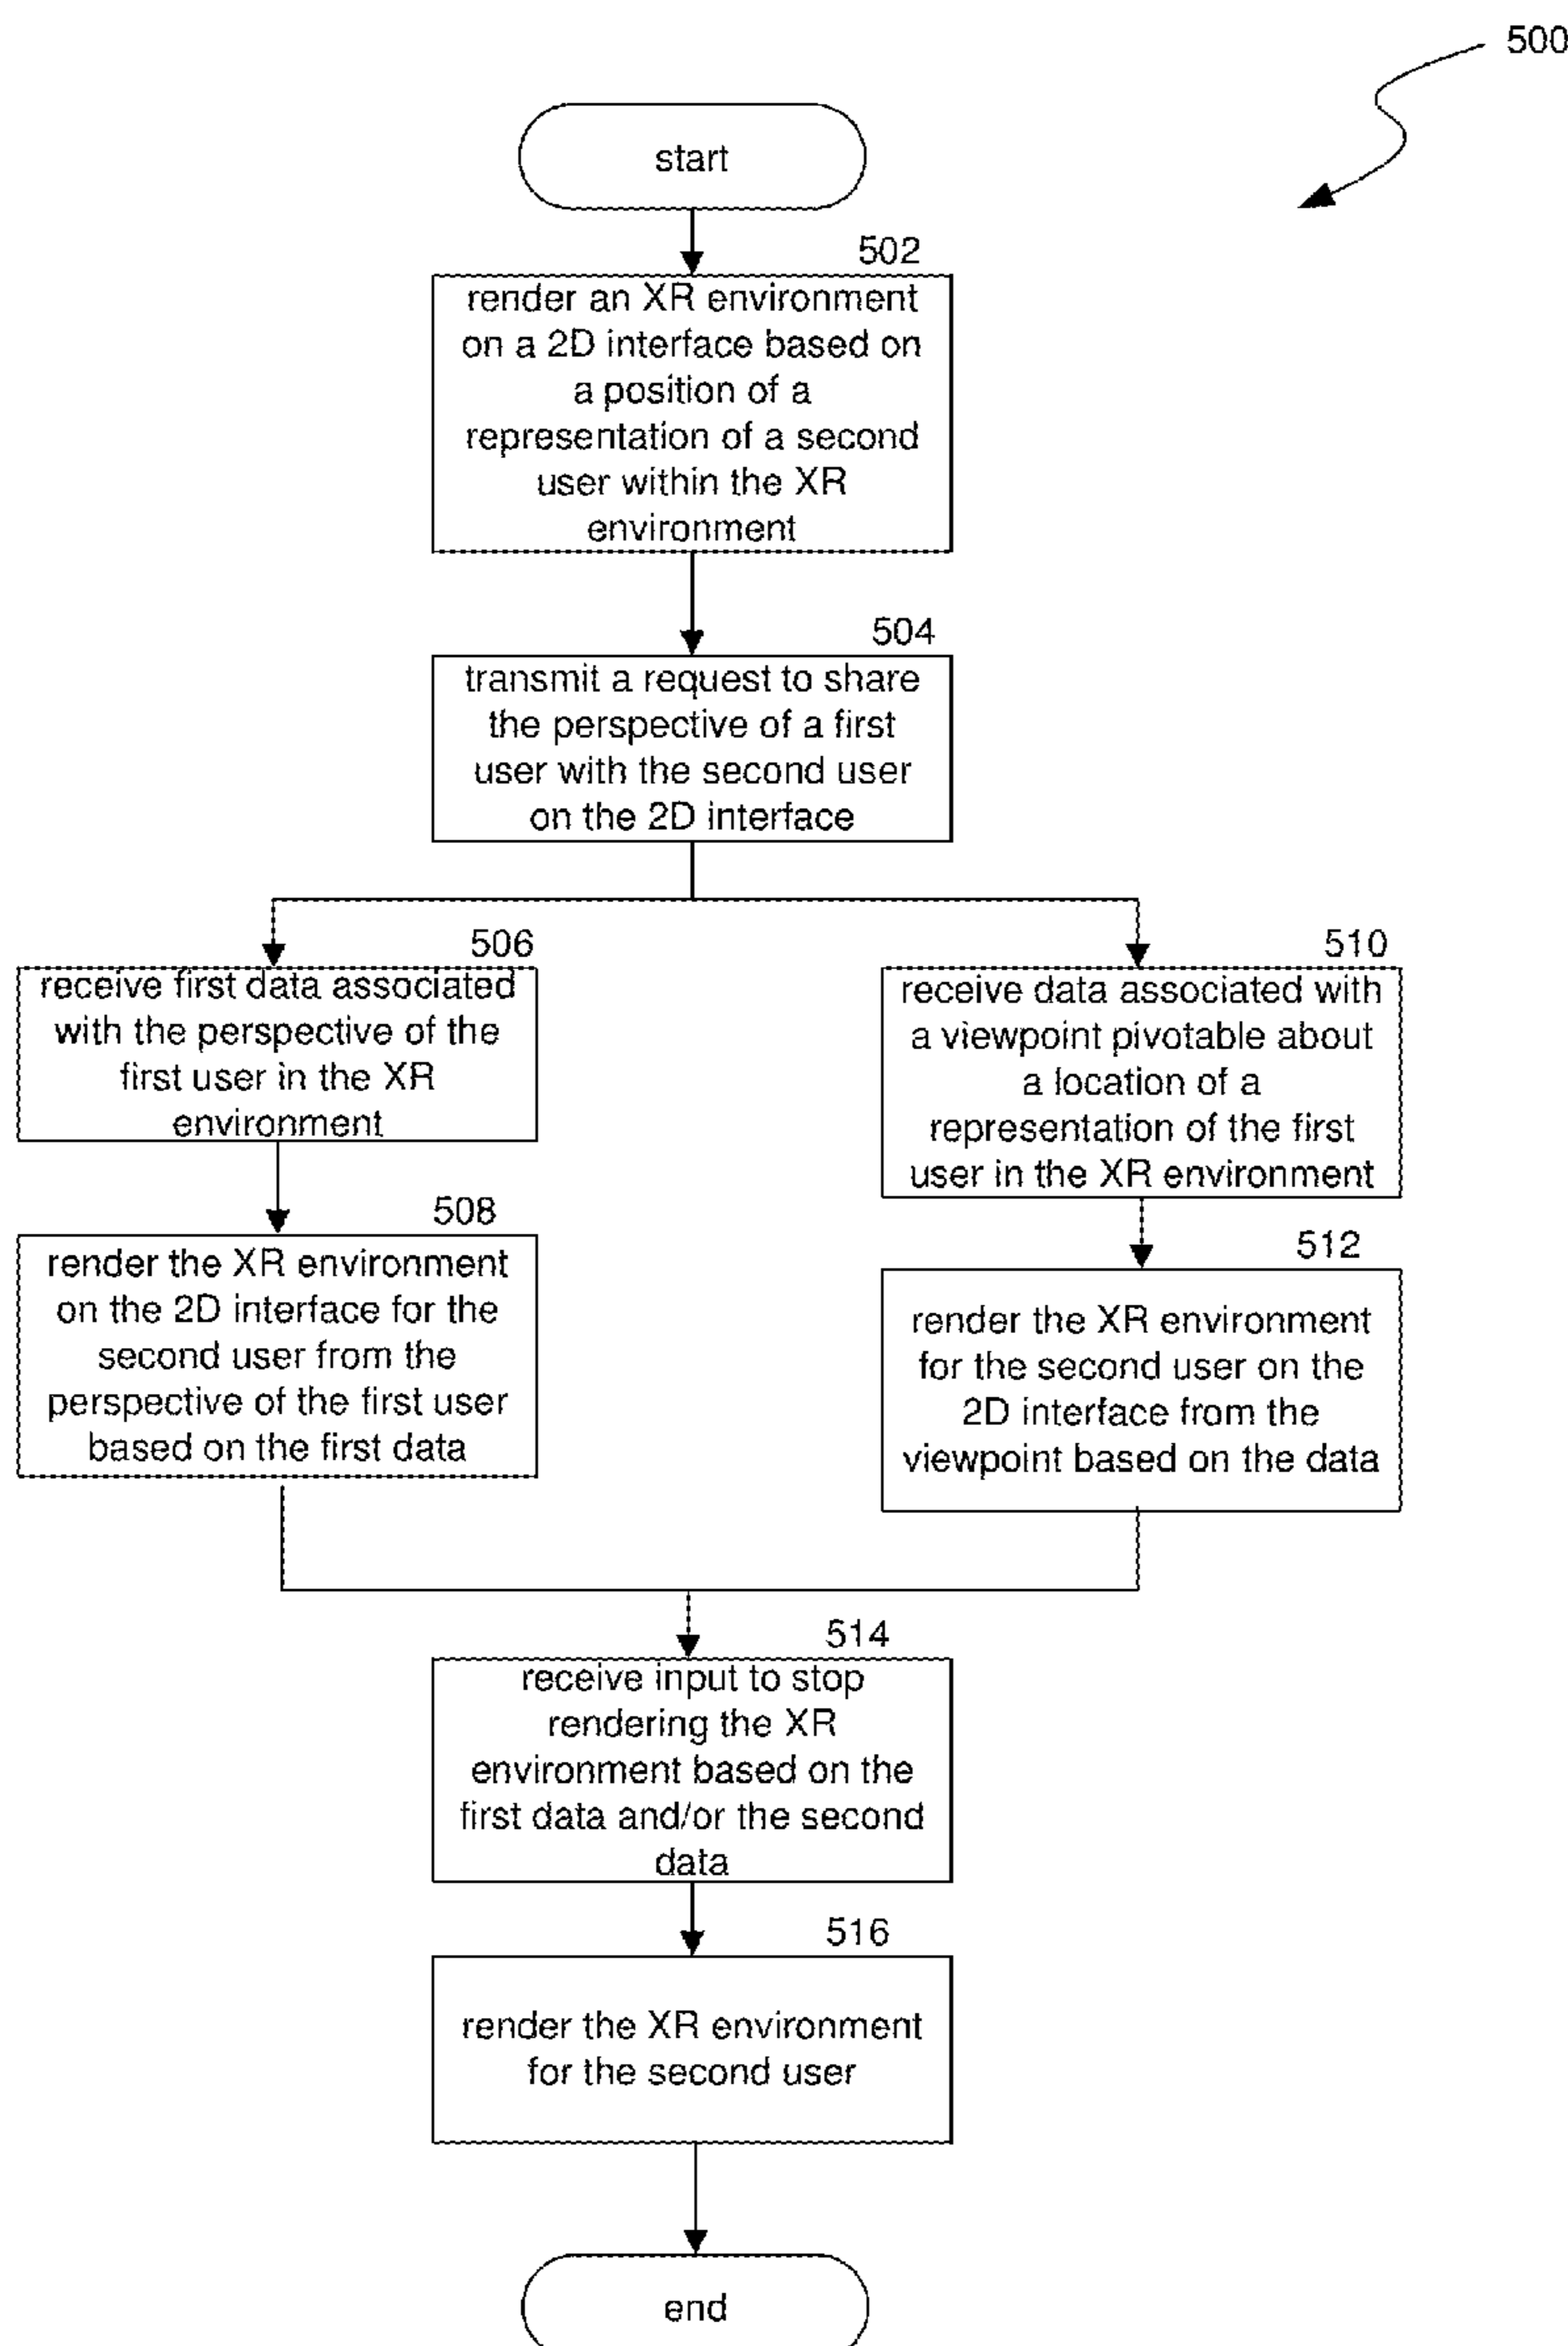 500
start
502
render an XR environment
on a 2D interface based on
a position of a
representation of a second
user within the XR
environment
504
transmit a request to share
the perspective of a first
user with the second user
on the 2D interface
506
receive first data associated
with the perspective of the
first user in the XR
environment
508
render the XR environment
on the 2D interface for the
second user from the
perspective of the first user
based on the first data
510
receive data associated with
a viewpoint pivotable about
a location of a
representation of the first
user in the XR environment
512
render the XR environment
for the second user on the
2D interface from the
viewpoint based on the data
514
receive input to stop
rendering the XR
environment based on the
first data and/or the second
data
516
render the XR environment
for the second user
end